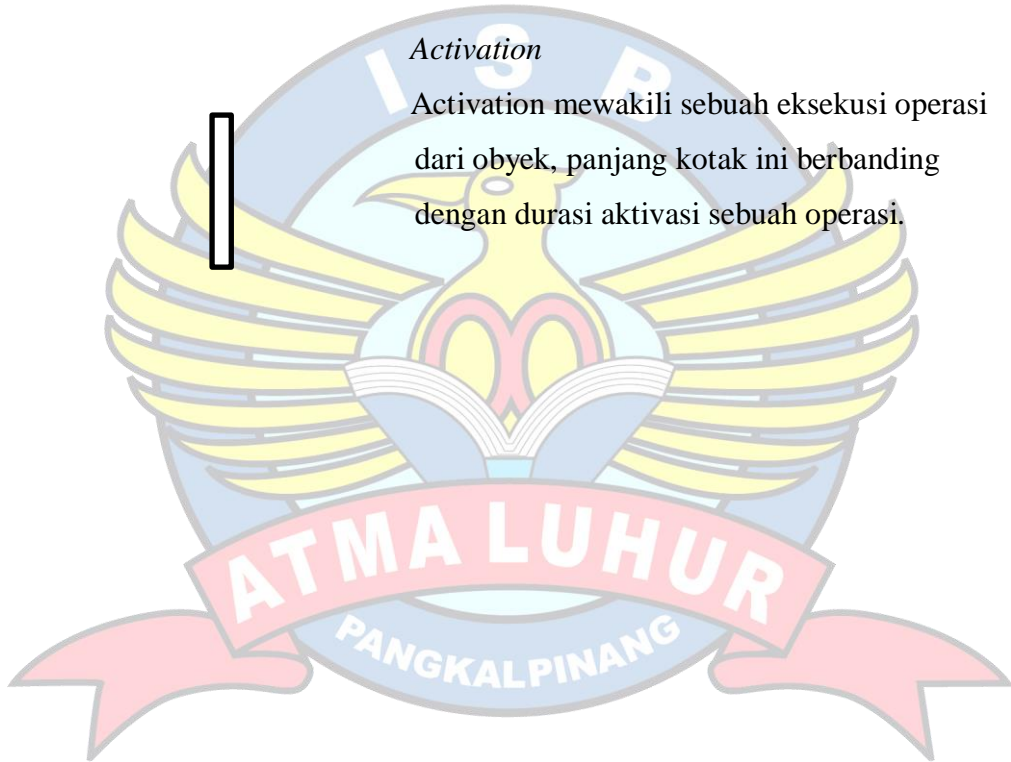 Activation
Activation mewakili sebuah eksekusi operasi
dari obyek, panjang kotak ini berbanding
dengan durasi aktivasi sebuah operasi.
I S B
ATMA LUHUR
PANGKALPINANG